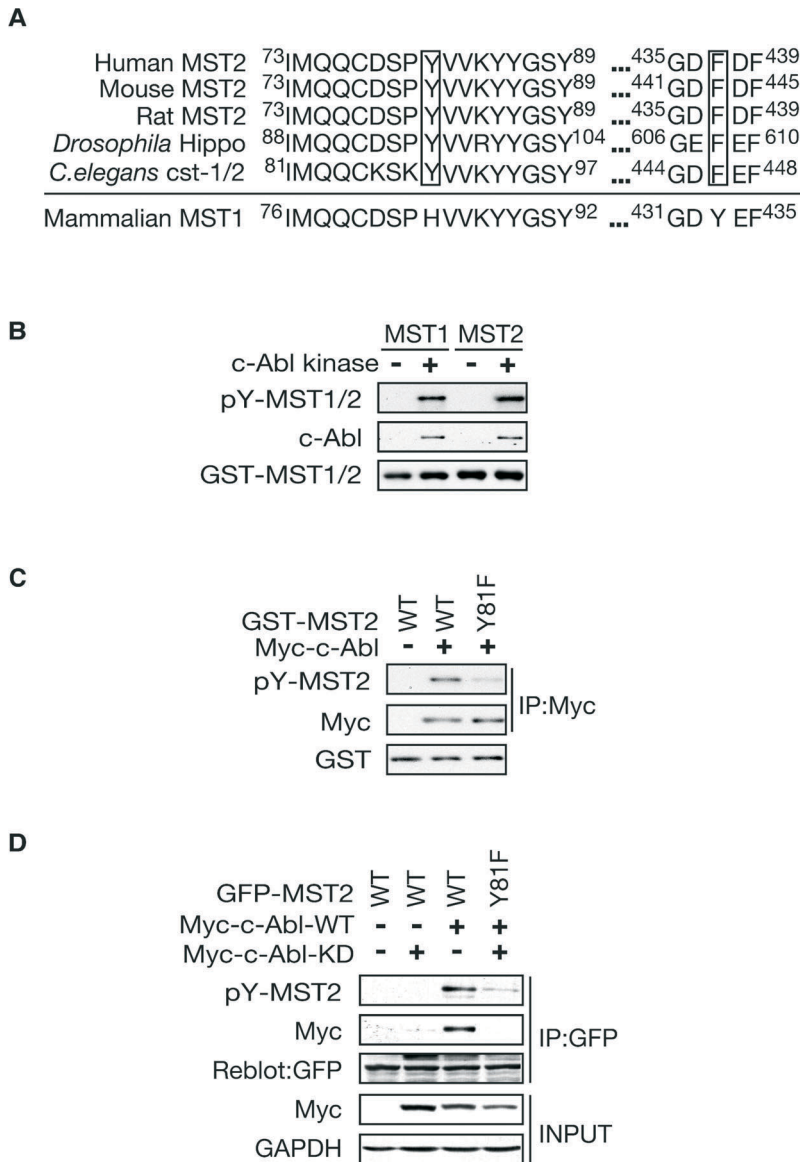 A
Human MST2 73IMQQCDSPYVVKYYGSY89 ...435GDFDF439
Mouse MST2 73IMQQCDSPYVVKYYGSY89 ...441GDFDF445
Rat MST2 73IMQQCDSPYVVKYYGSY89 ...435GDFDF439
Drosophila Hippo 88IMQQCDSPYVVRYYGSY104 ...606GEFEF610
C.elegans cst-1/2 81IMQQCKSKYVVKYYGSY97 ...444GDFEF448
Mammalian MST1 76IMQQCDSPHVVKYYGSY92 ...431GDYEF435
B
MST1 MST2
c-Abl kinase - + - +
pY-MST1/2
c-Abl
GST-MST1/2
C
GST-MST2 WT WT Y81F
Myc-c-Abl - + +
pY-MST2
Myc
IP:Myc
GST
D
GFP-MST2 WT WT WT Y81F
Myc-c-Abl-WT - - + +
Myc-c-Abl-KD - + - +
pY-MST2
Myc
Reblot:GFP
IP:GFP
Myc
GAPDH
INPUT